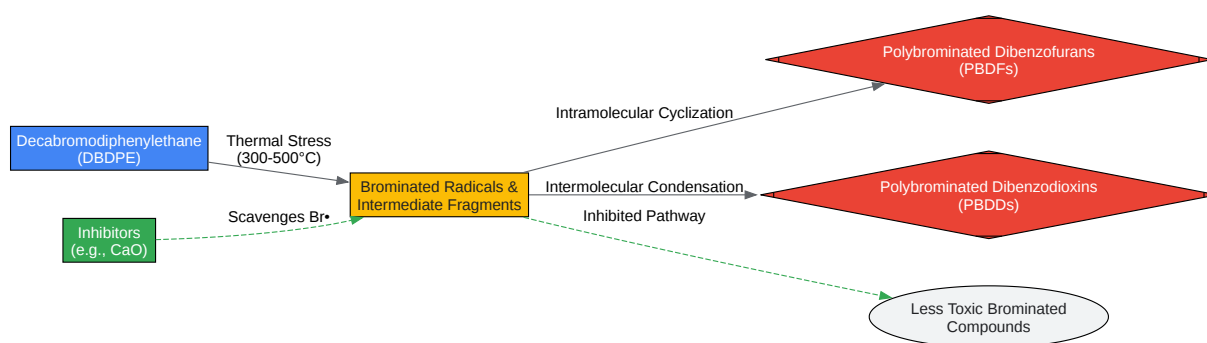 Polybrominated Dibenzofurans
(PBDFs)
Intramolecular Cyclization
Decabromodiphenylethane
(DBDPE)
Thermal Stress
(300-500°C)
Brominated Radicals &
Intermediate Fragments
Intermolecular Condensation
Polybrominated Dibenzodioxins
(PBDDs)
Inhibitors
(e.g., CaO)
Scavenges Br•
Inhibited Pathway
Less Toxic Brominated
Compounds